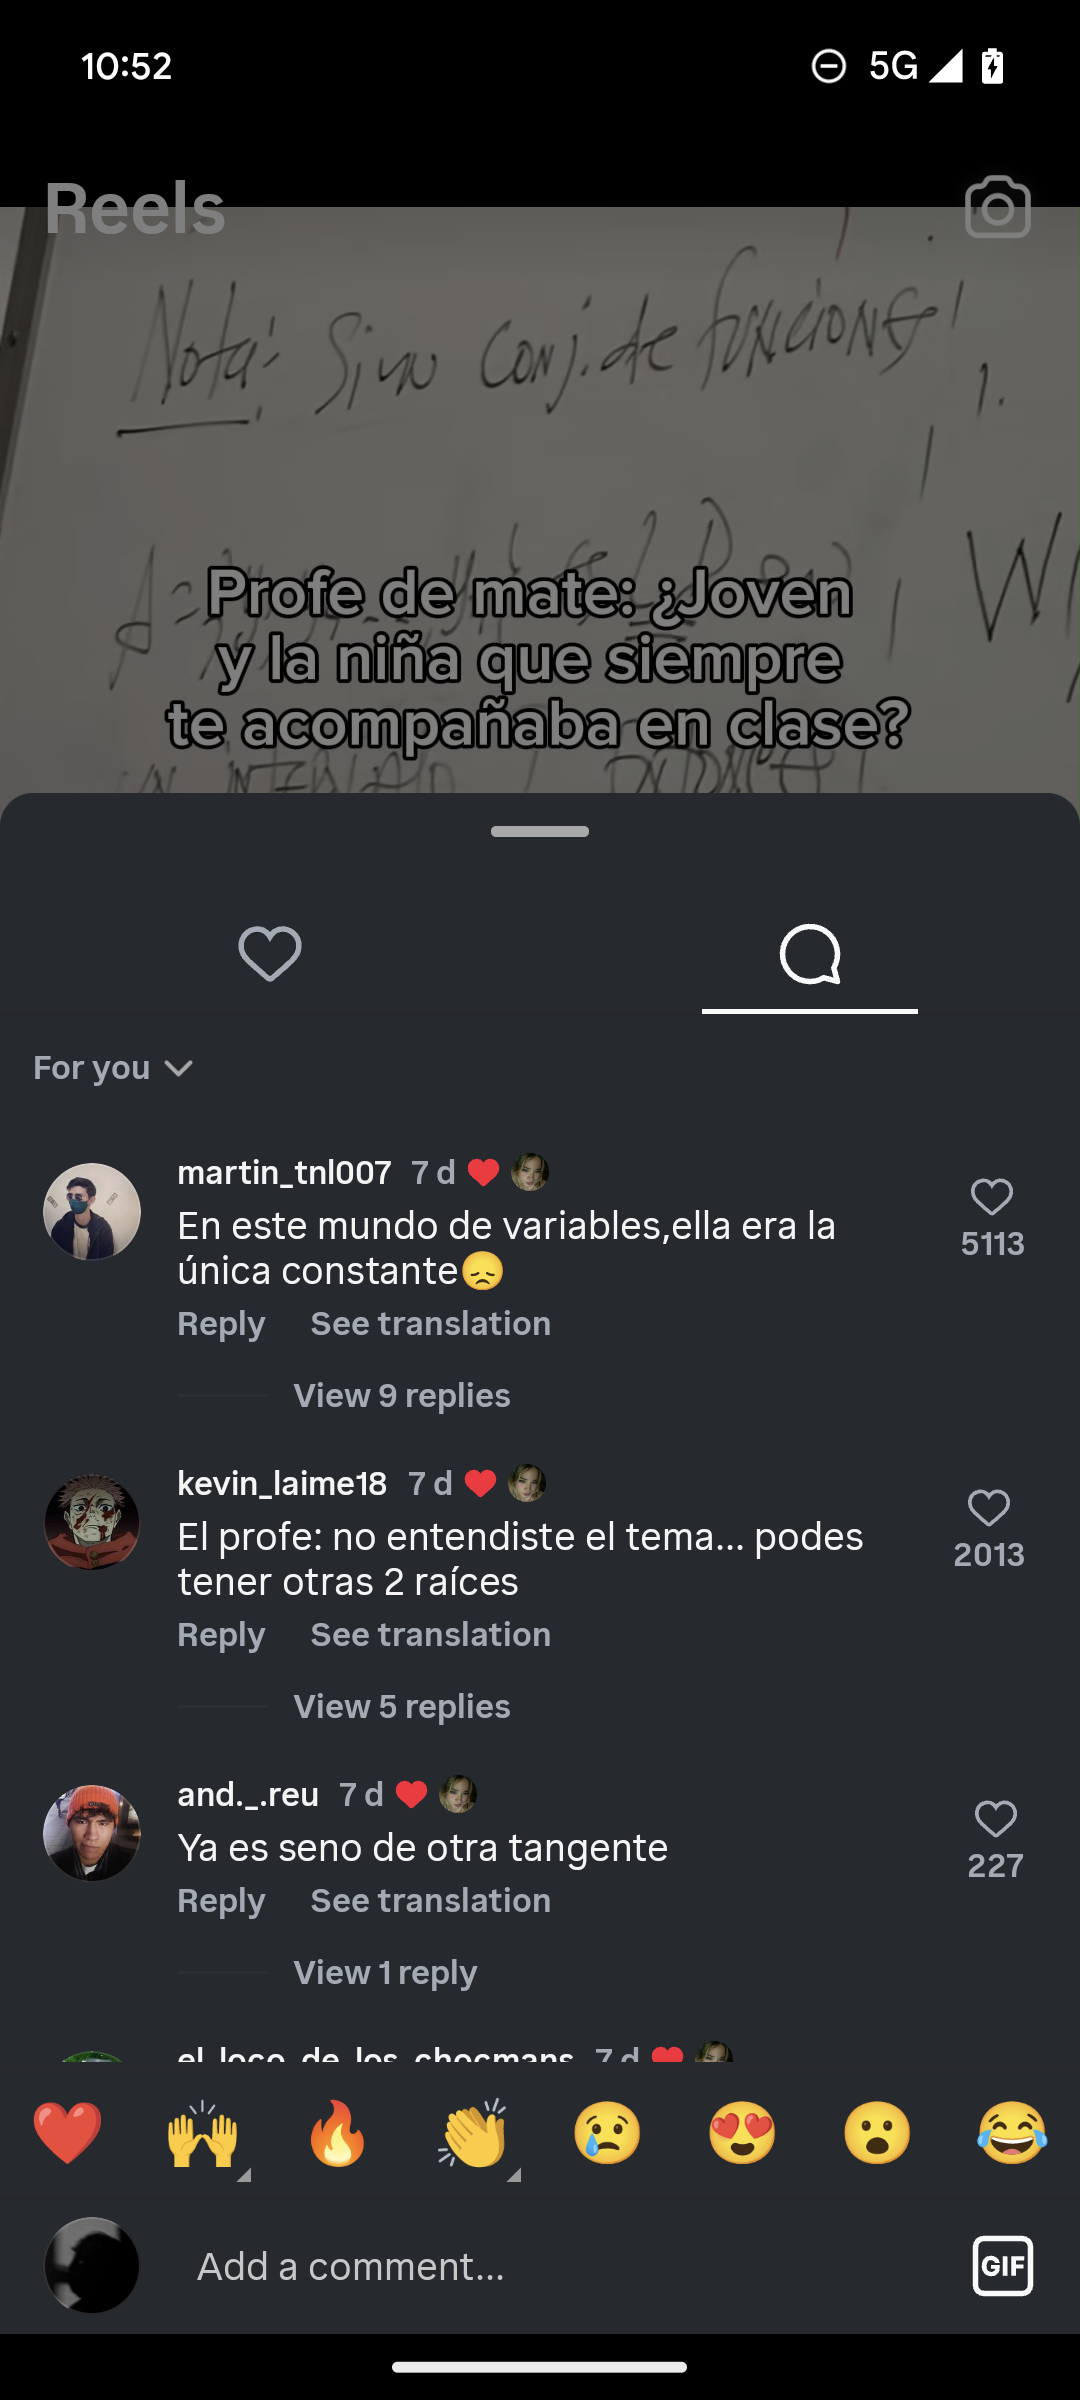 10:52
5G
Reels
Nota: Si un conj. de funciones
Profe de mate: ¿Joven
y la niña que siempre
te acompañaba en clase?
For you
martin_tnl007 7 d
En este mundo de variables,ella era la
única constante😞
Reply See translation
5113
View 9 replies
kevin_laime18 7 d
El profe: no entendiste el tema... podes
tener otras 2 raíces
Reply See translation
2013
View 5 replies
and._.reu 7 d
Ya es seno de otra tangente
Reply See translation
227
View 1 reply
el_loco_de_los_chocmans 7 d
Add a comment...
GIF